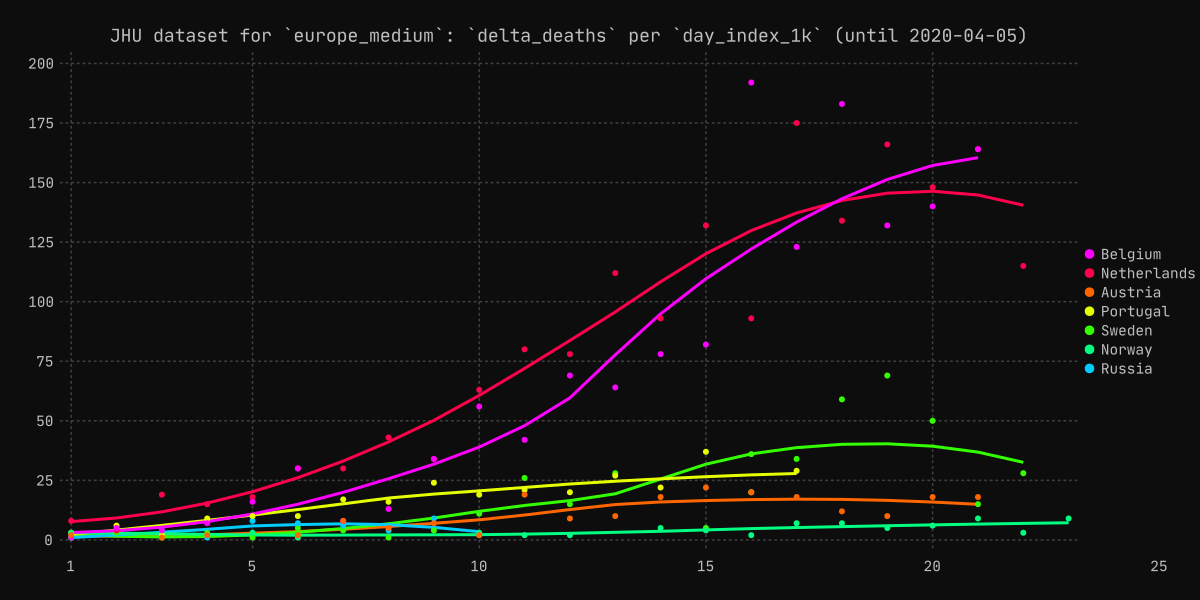 JHU dataset for `europe_medium`: `delta_deaths` per `day_index_1k` (until 2020-04-05)
200
175
150
125
100
75
50
25
0
1 5 10 15 20 25
Belgium
Netherlands
Austria
Portugal
Sweden
Norway
Russia